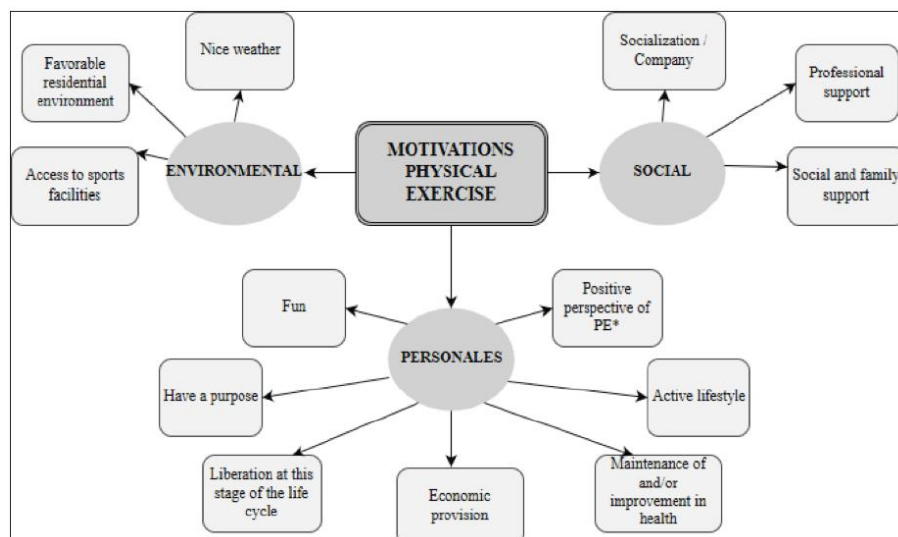 Nice weather
Socialization /
Company
Favorable
residential
environment
Professional
support
MOTIVATIONS
PHYSICAL
EXERCISE
ENVIRONMENTAL
SOCIAL
Access to sports
facilities
Social and family
support
Fun
Positive
perspective of
PE*
PERSONALES
Have a purpose
Active lifestyle
Liberation at this
stage of the life
cycle
Economic
provision
Maintenance of
and/or
improvement in
health